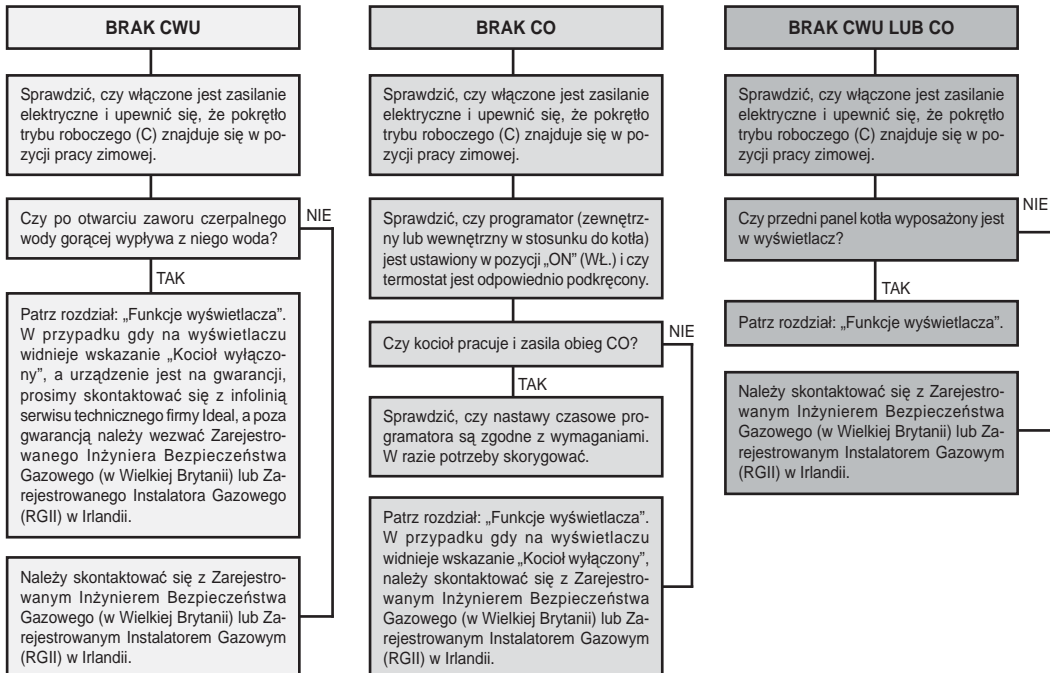 BRAK CWU
Sprawdzić, czy włączone jest zasilanie
elektryczne i upewnić się, że pokrętło
trybu roboczego (C) znajduje się w po-
zycji pracy zimowej.
Czy po otwarciu zaworu czerpalnego
wody gorącej wypływa z niego woda?
NIE
TAK
Patrz rozdział: „Funkcje wyświetlacza”.
W przypadku gdy na wyświetlaczu
widnieje wskazanie „Kocioł wyłączo-
ny”, a urządzenie jest na gwarancji,
prosimy skontaktować się z infolinią
serwisu technicznego firmy Ideal, a poza
gwarancją należy wezwać Zarejestro-
wanego Inżyniera Bezpieczeństwa
Gazowego (w Wielkiej Brytanii) lub Za-
rejestrowanego Instalatora Gazowego
(RGII) w Irlandii.
Należy skontaktować się z Zarejestro-
wanym Inżynierem Bezpieczeństwa
Gazowego (w Wielkiej Brytanii) lub Za-
rejestrowanym Instalatorem Gazowym
(RGII) w Irlandii.
BRAK CO
Sprawdzić, czy włączone jest zasilanie
elektryczne i upewnić się, że pokrętło
trybu roboczego (C) znajduje się w po-
zycji pracy zimowej.
Sprawdzić, czy programator (zewnętrz-
ny lub wewnętrzny w stosunku do kotła)
jest ustawiony w pozycji „ON” (WŁ.) i czy
termostat jest odpowiednio podkręcony.
Czy kocioł pracuje i zasila obieg CO?
NIE
TAK
Sprawdzić, czy nastawy czasowe pro-
gramatora są zgodne z wymaganiami.
W razie potrzeby skorygować.
Patrz rozdział: „Funkcje wyświetlacza”.
W przypadku gdy na wyświetlaczu
widnieje wskazanie „Kocioł wyłączony”,
należy skontaktować się z Zarejestro-
wanym Inżynierem Bezpieczeństwa
Gazowego (w Wielkiej Brytanii) lub Za-
rejestrowanym Instalatorem Gazowym
(RGII) w Irlandii.
BRAK CWU LUB CO
Sprawdzić, czy włączone jest zasilanie
elektryczne i upewnić się, że pokrętło
trybu roboczego (C) znajduje się w po-
zycji pracy zimowej.
Czy przedni panel kotła wyposażony jest
w wyświetlacz?
NIE
TAK
Patrz rozdział: „Funkcje wyświetlacza”.
Należy skontaktować się z Zarejestro-
wanym Inżynierem Bezpieczeństwa
Gazowego (w Wielkiej Brytanii) lub Za-
rejestrowanym Instalatorem Gazowym
(RGII) w Irlandii.